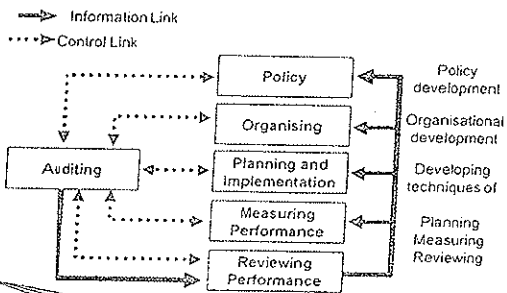 Information Link
Control Link
Policy
Organising
Auditing
Planning and
Implementation
Measuring
Performance
Reviewing
Performance
Policy
development
Organisational
development
Developing
techniques of
Planning
Measuring
Reviewing